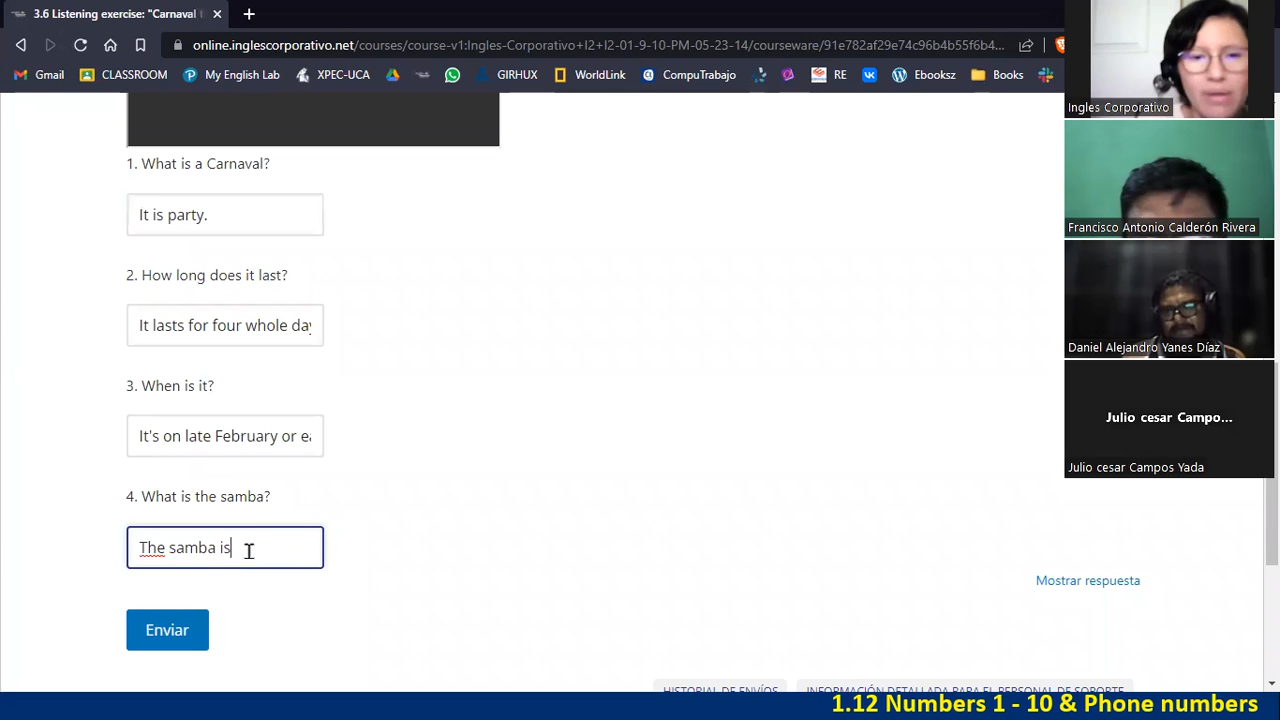 3.6 Listening exercise: "Carnaval
online.inglescorporativo.net/courses/course-v1:Ingles-Corporativo+I2+I2-01-9-10-PM-05-23-14/courseware/91e782af29e74c96b4b55f6b4...
Gmail CLASSROOM My English Lab XPEC-UCA GIRHUX WorldLink CompuTrabajo RE Ebooksz Books
1. What is a Carnaval?
It is party.
2. How long does it last?
It lasts for four whole day
3. When is it?
It's on late February or ea
4. What is the samba?
The samba is
Mostrar respuesta
Enviar
HISTORIAL DE ENVÍOS INFORMACIÓN DETALLADA PARA EL PERSONAL DE SOPORTE
Ingles Corporativo
Francisco Antonio Calderón Rivera
Daniel Alejandro Yanes Díaz
Julio cesar Campo...
Julio cesar Campos Yada
1.12 Numbers 1 - 10 & Phone numbers